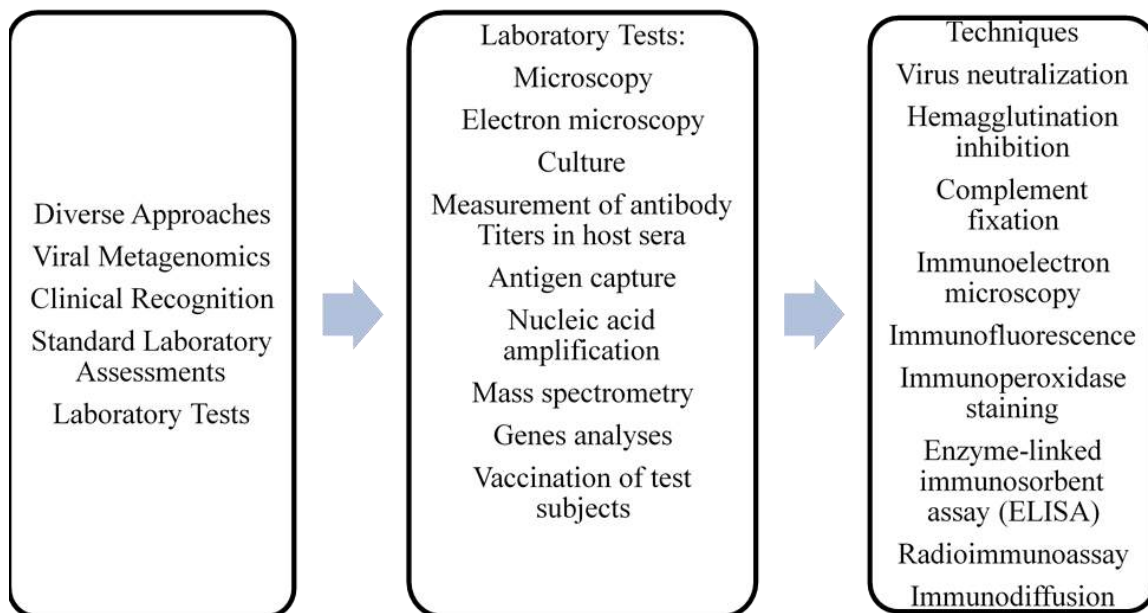 Diverse Approaches
Viral Metagenomics
Clinical Recognition
Standard Laboratory
Assessments
Laboratory Tests
Laboratory Tests:
Microscopy
Electron microscopy
Culture
Measurement of antibody
Titers in host sera
Antigen capture
Nucleic acid
amplification
Mass spectrometry
Genes analyses
Vaccination of test
subjects
Techniques
Virus neutralization
Hemagglutination
inhibition
Complement
fixation
Immunoelectron
microscopy
Immunofluorescence
Immunoperoxidase
staining
Enzyme-linked
immunosorbent
assay (ELISA)
Radioimmunoassay
Immunodiffusion